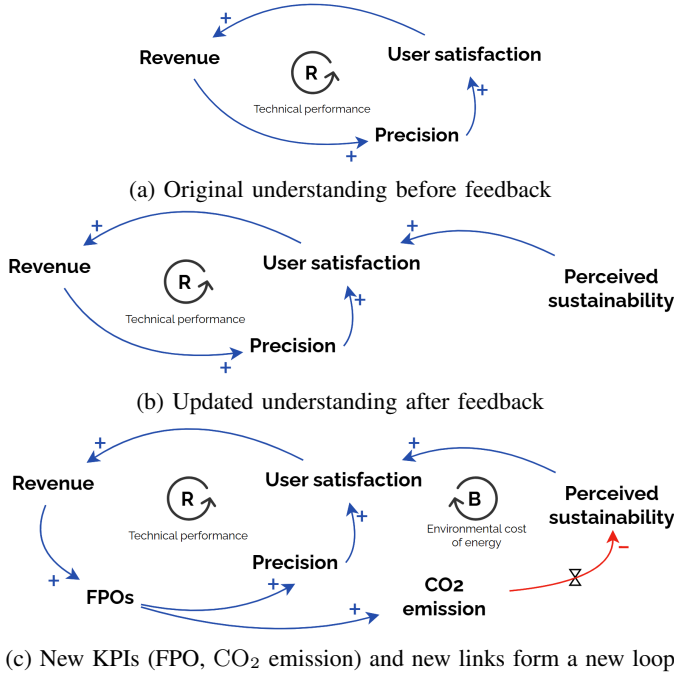 +
Revenue
User satisfaction
R
Technical performance
+
Precision
+
(a) Original understanding before feedback
+
+
Revenue
User satisfaction
Perceived
sustainability
R
Technical performance
+
Precision
+
(b) Updated understanding after feedback
+
+
Revenue
User satisfaction
Perceived
sustainability
R
Technical performance
B
Environmental cost
of energy
+
−
Precision
+
+
FPOs
CO2
emission
+
(c) New KPIs (FPO, CO₂ emission) and new links form a new loop